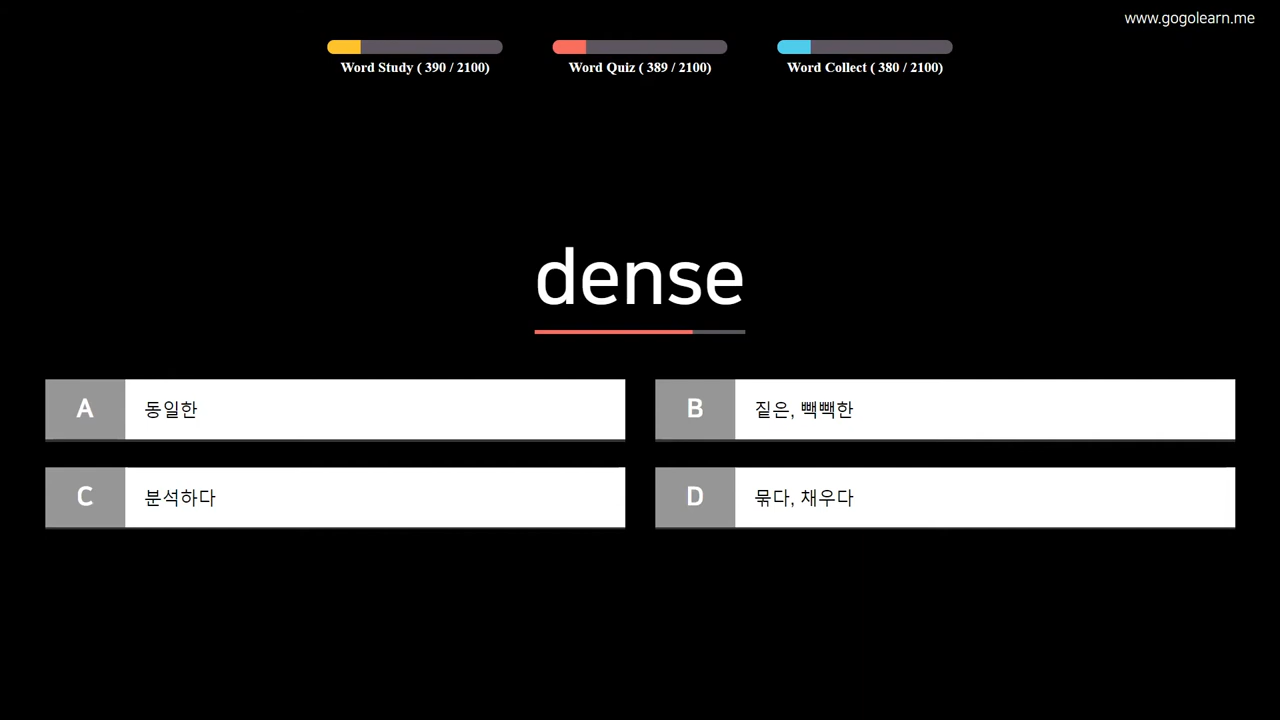 www.gogolearn.me
Word Study ( 390 / 2100)
Word Quiz ( 389 / 2100)
Word Collect ( 380 / 2100)
dense
A 동일한
B 짙은, 빽빽한
C 분석하다
D 묶다, 채우다